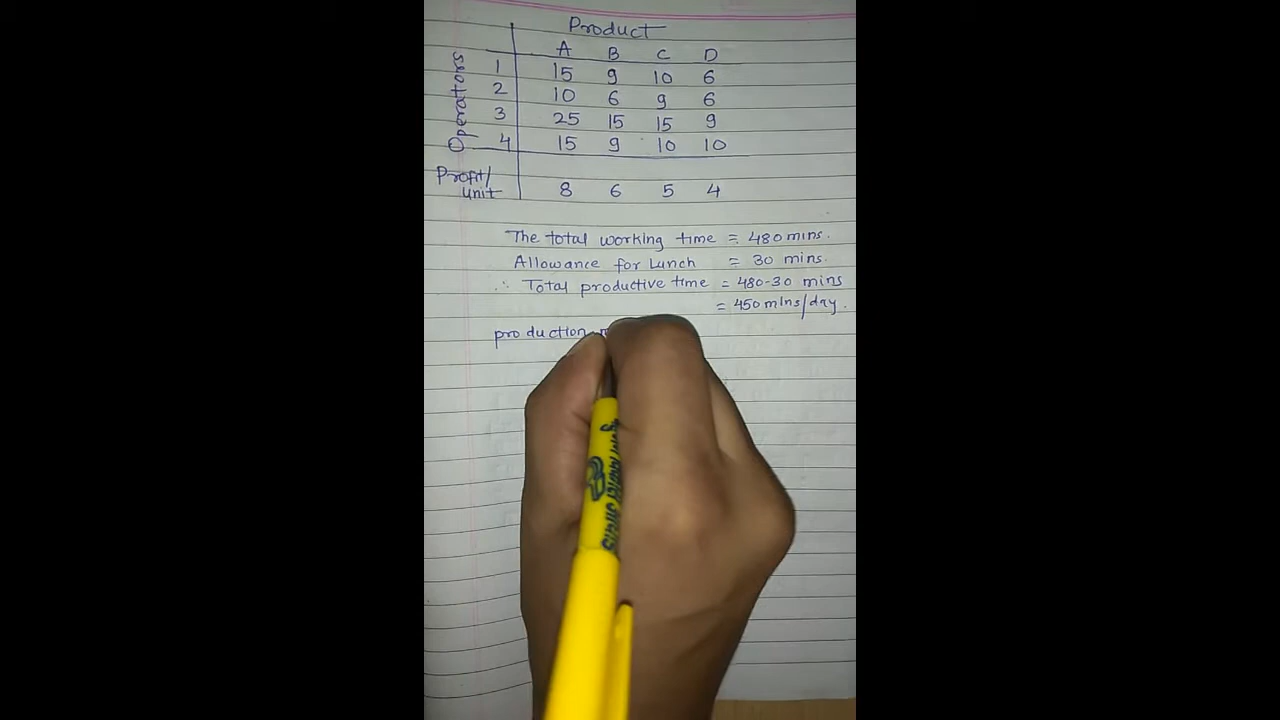 Product
A B C D
Operators
1 15 9 10 6
2 10 6 9 6
3 25 15 15 9
4 15 9 10 10
Profit/
unit 8 6 5 4
The total working time = 480 mins.
Allowance for Lunch = 30 mins.
∴ Total productive time = 480-30 mins
= 450 mins/day.
production